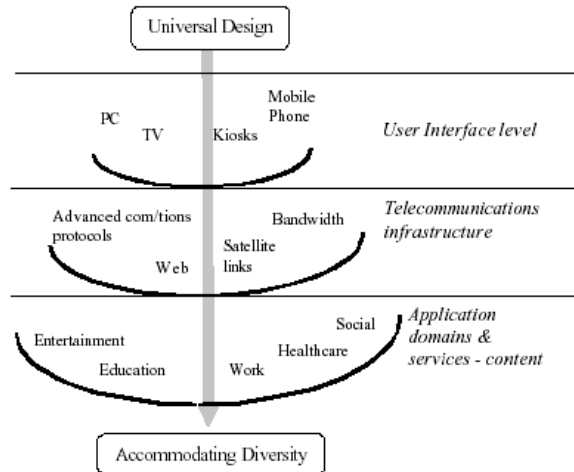 Universal Design
Mobile
Phone
PC
TV
Kiosks
User Interface level
Advanced com/tions
protocols
Bandwidth
Satellite
links
Web
Telecommunications
infrastructure
Entertainment
Education
Work
Healthcare
Social
Application
domains &
services - content
Accommodating Diversity